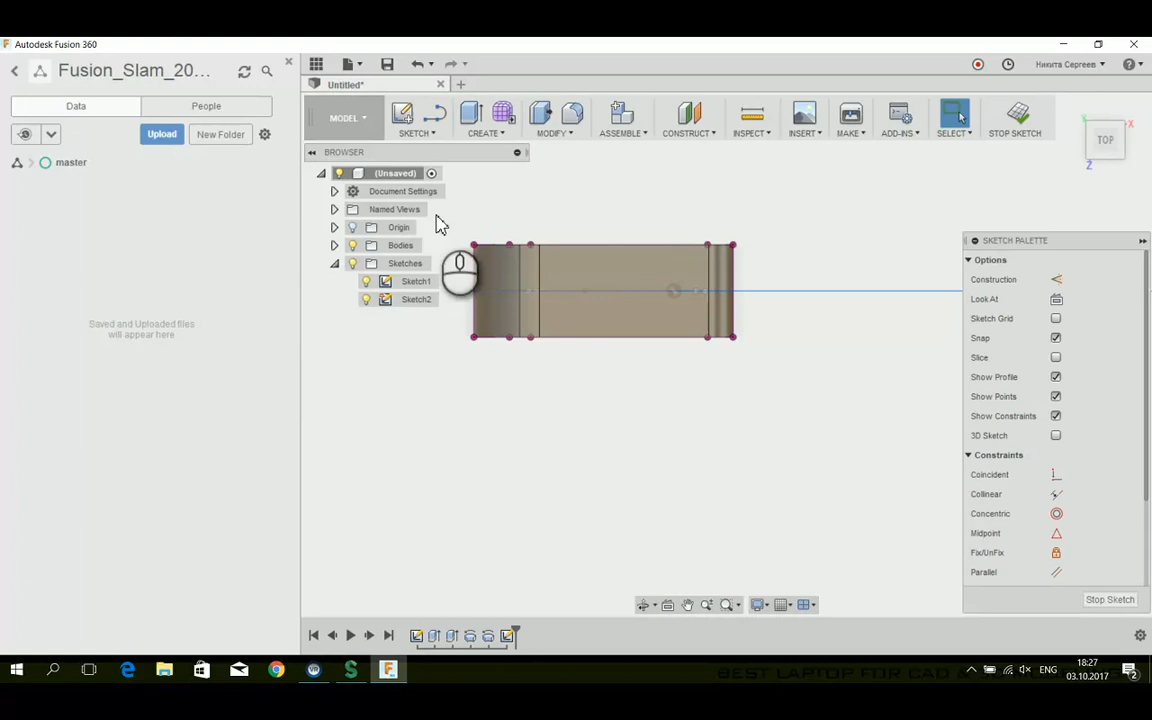 Autodesk Fusion 360
Fusion_Slam_20...
Data
People
Upload
New Folder
master
Saved and Uploaded files
will appear here.
Untitled*
Никита Сергеев
MODEL
SKETCH
CREATE
MODIFY
ASSEMBLE
CONSTRUCT
INSPECT
INSERT
MAKE
ADD-INS
SELECT
STOP SKETCH
BROWSER
(Unsaved)
Document Settings
Named Views
Origin
Bodies
Sketches
Sketch1
Sketch2
TOP
X
Y
Z
SKETCH PALETTE
Options
Construction
Look At
Sketch Grid
Snap
Slice
Show Profile
Show Points
Show Constraints
3D Sketch
Constraints
Coincident
Collinear
Concentric
Midpoint
Fix/UnFix
Parallel
Stop Sketch
ENG
18:27
03.10.2017
2